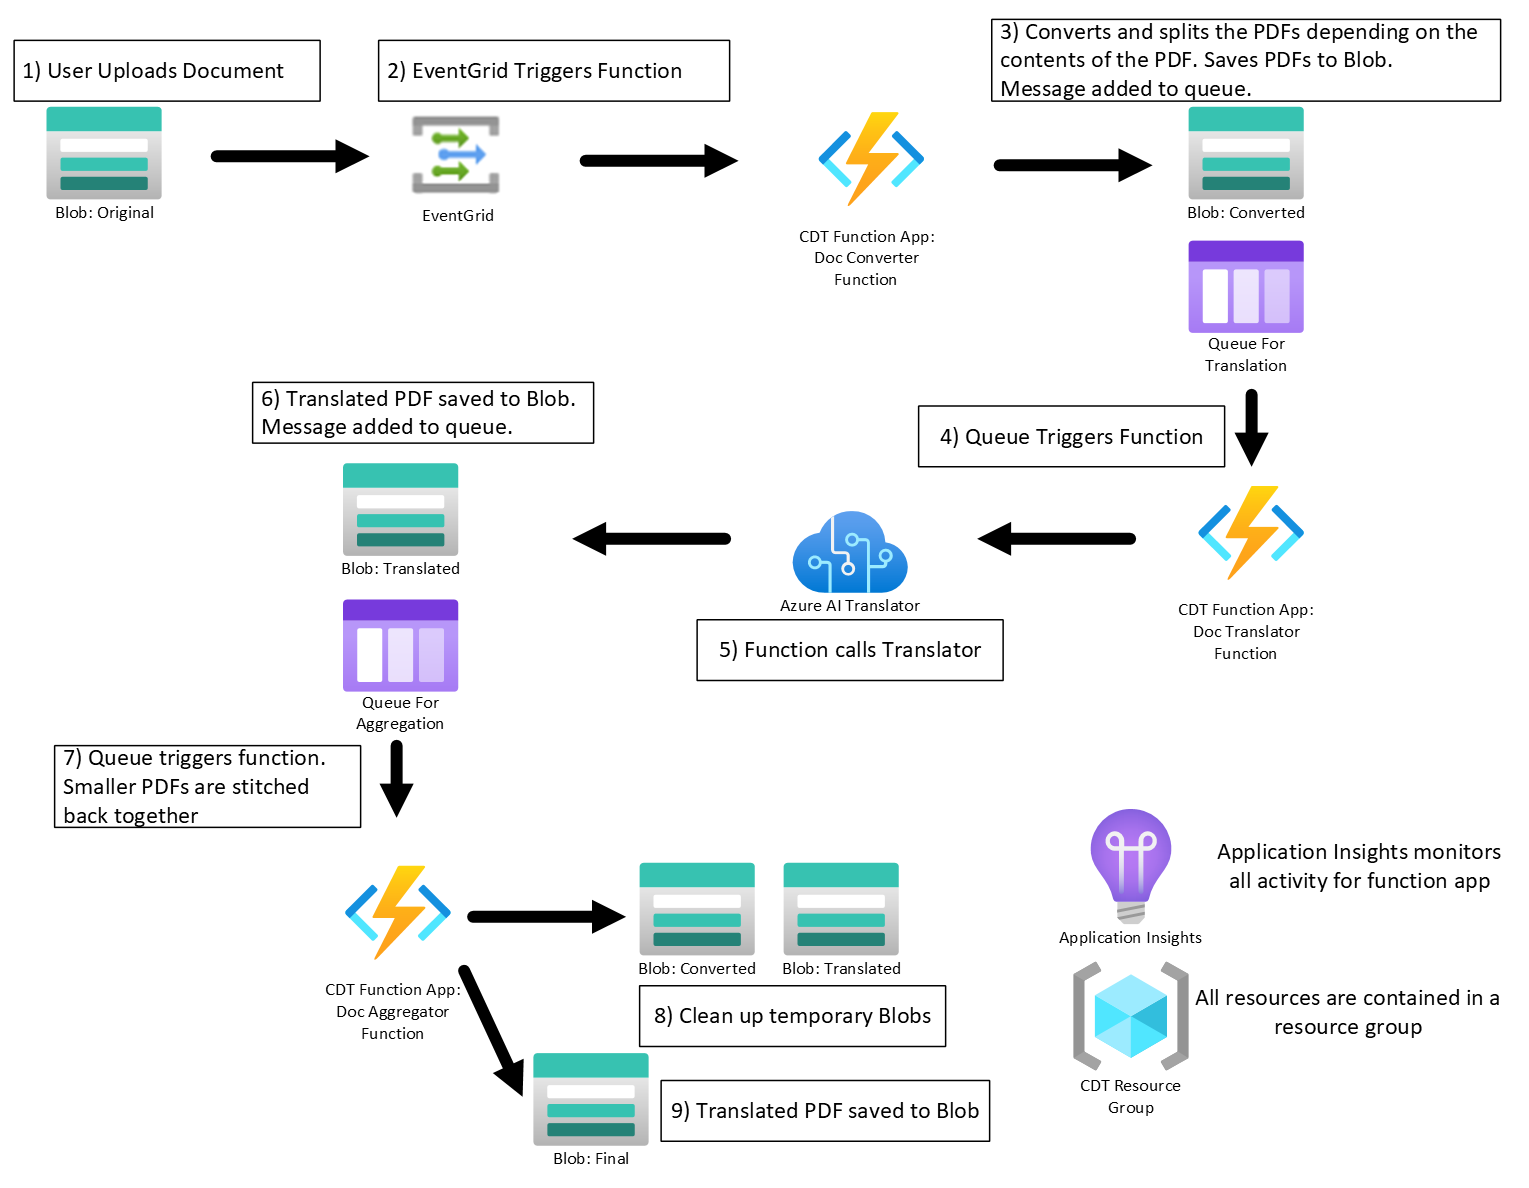 1) User Uploads Document
Blob: Original
2) EventGrid Triggers Function
EventGrid
CDT Function App:
Doc Converter
Function
3) Converts and splits the PDFs depending on the
contents of the PDF. Saves PDFs to Blob.
Message added to queue.
Blob: Converted
Queue For
Translation
4) Queue Triggers Function
CDT Function App:
Doc Translator
Function
Azure AI Translator
5) Function calls Translator
6) Translated PDF saved to Blob.
Message added to queue.
Blob: Translated
Queue For
Aggregation
7) Queue triggers function.
Smaller PDFs are stitched
back together
CDT Function App:
Doc Aggregator
Function
Blob: Converted
Blob: Translated
8) Clean up temporary Blobs
9) Translated PDF saved to Blob
Blob: Final
Application Insights monitors
all activity for function app
Application Insights
All resources are contained in a
resource group
CDT Resource
Group